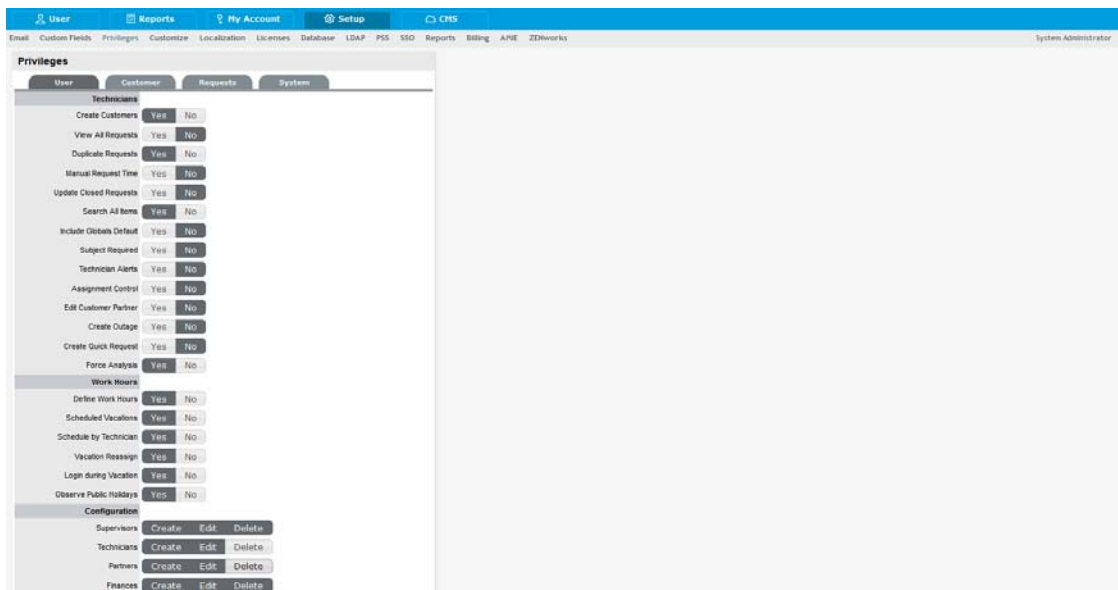 User Reports My Account Setup CMS
Email Custom Fields Privileges Customize Localization Licenses Database LDAP PSS SSO Reports Billing AMIE ZENworks System Administrator
Privileges
User Customer Requests System
Technicians
Create Customers Yes No
View All Requests Yes No
Duplicate Requests Yes No
Manual Request Time Yes No
Update Closed Requests Yes No
Search All Items Yes No
Include Globals Default Yes No
Subject Required Yes No
Technician Alerts Yes No
Assignment Control Yes No
Edit Customer Partner Yes No
Create Outage Yes No
Create Quick Request Yes No
Force Analysis Yes No
Work Hours
Define Work Hours Yes No
Scheduled Vacations Yes No
Schedule by Technician Yes No
Vacation Reassign Yes No
Login during Vacation Yes No
Observe Public Holidays Yes No
Configuration
Supervisors Create Edit Delete
Technicians Create Edit Delete
Partners Create Edit Delete
Finances Create Edit Delete